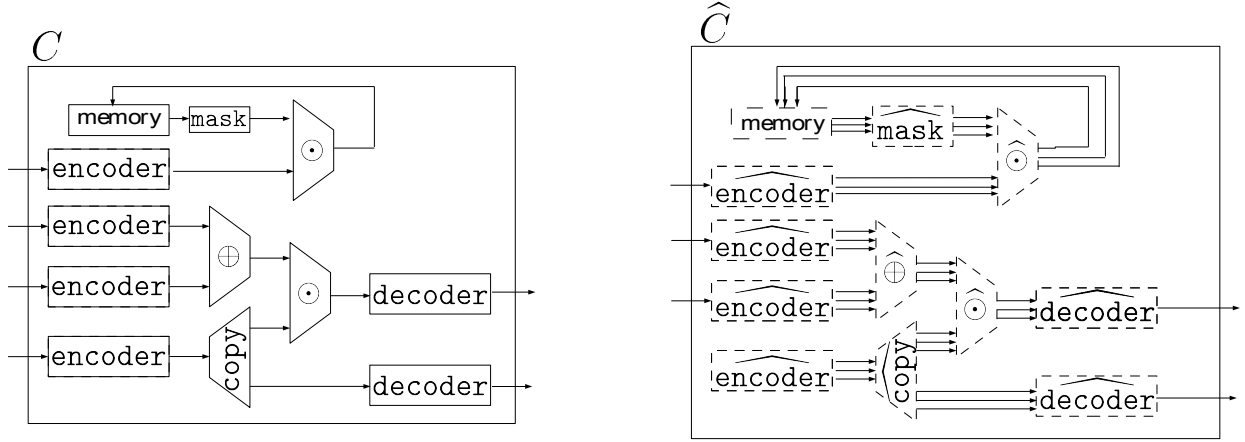 C
memory
mask
⊙
encoder
encoder
⊕
encoder
⊙
decoder
encoder
copy
decoder
Ĉ
memory
mask
⊙
encoder
encoder
⊕
encoder
⊙
decoder
encoder
copy
decoder